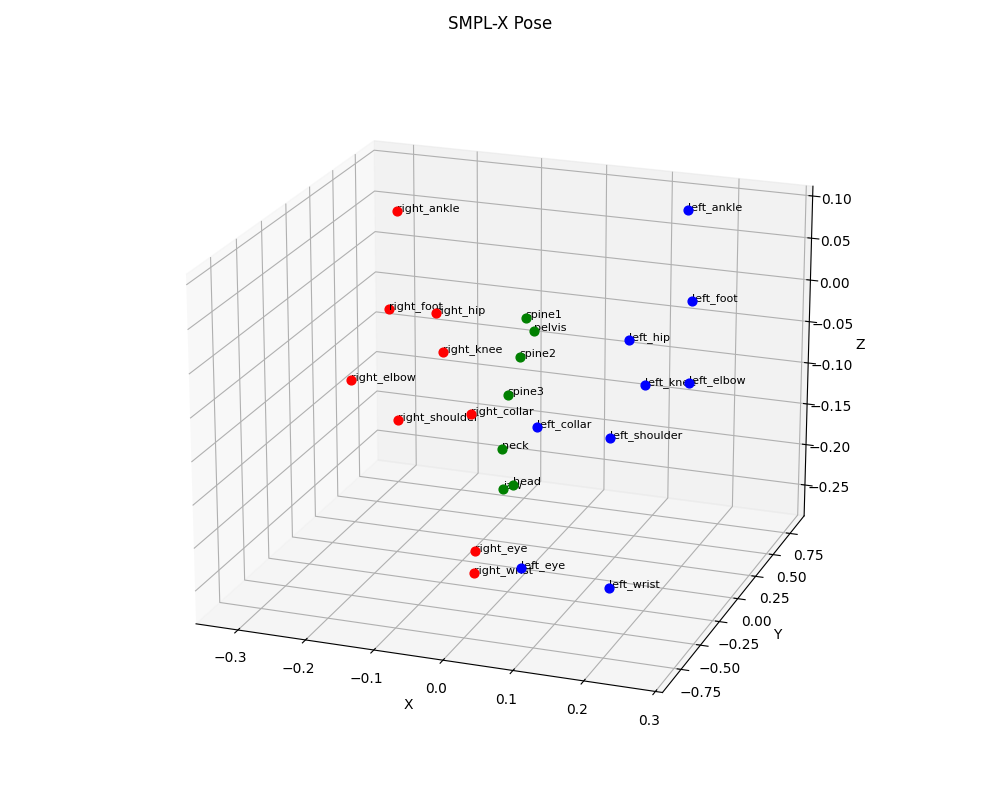 SMPL-X Pose
right_ankle
left_ankle
right_foot
right_hip
left_foot
spine1
pelvis
left_hip
right_knee
spine2
right_elbow
left_knee
left_elbow
spine3
right_shoulder
right_collar
left_collar
left_shoulder
neck
head
jaw
right_eye
left_eye
right_wrist
left_wrist
0.10
0.05
0.00
−0.05
−0.10
−0.15
−0.20
−0.25
Z
0.75
0.50
0.25
0.00
−0.25
−0.50
−0.75
Y
−0.3
−0.2
−0.1
0.0
0.1
0.2
0.3
X